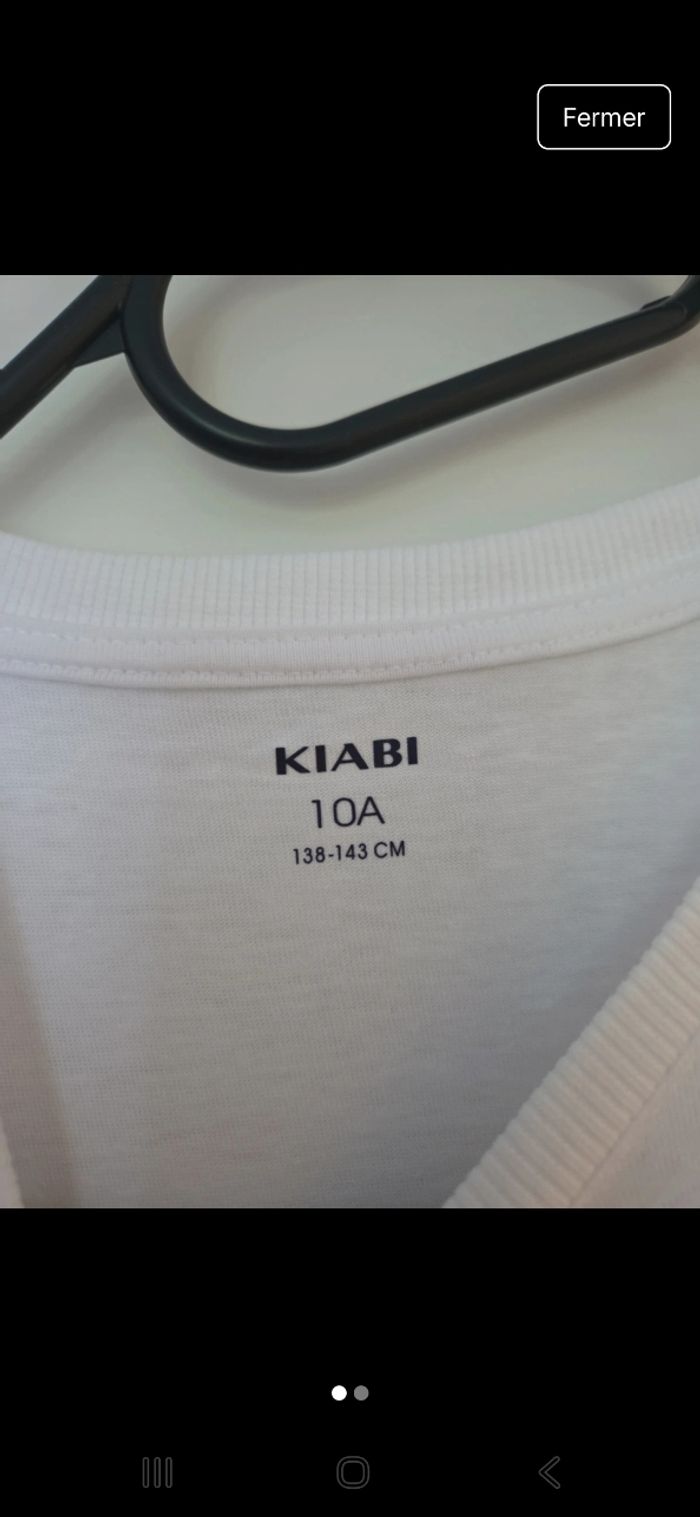 Fermer
KIABI
10A
138-143 CM